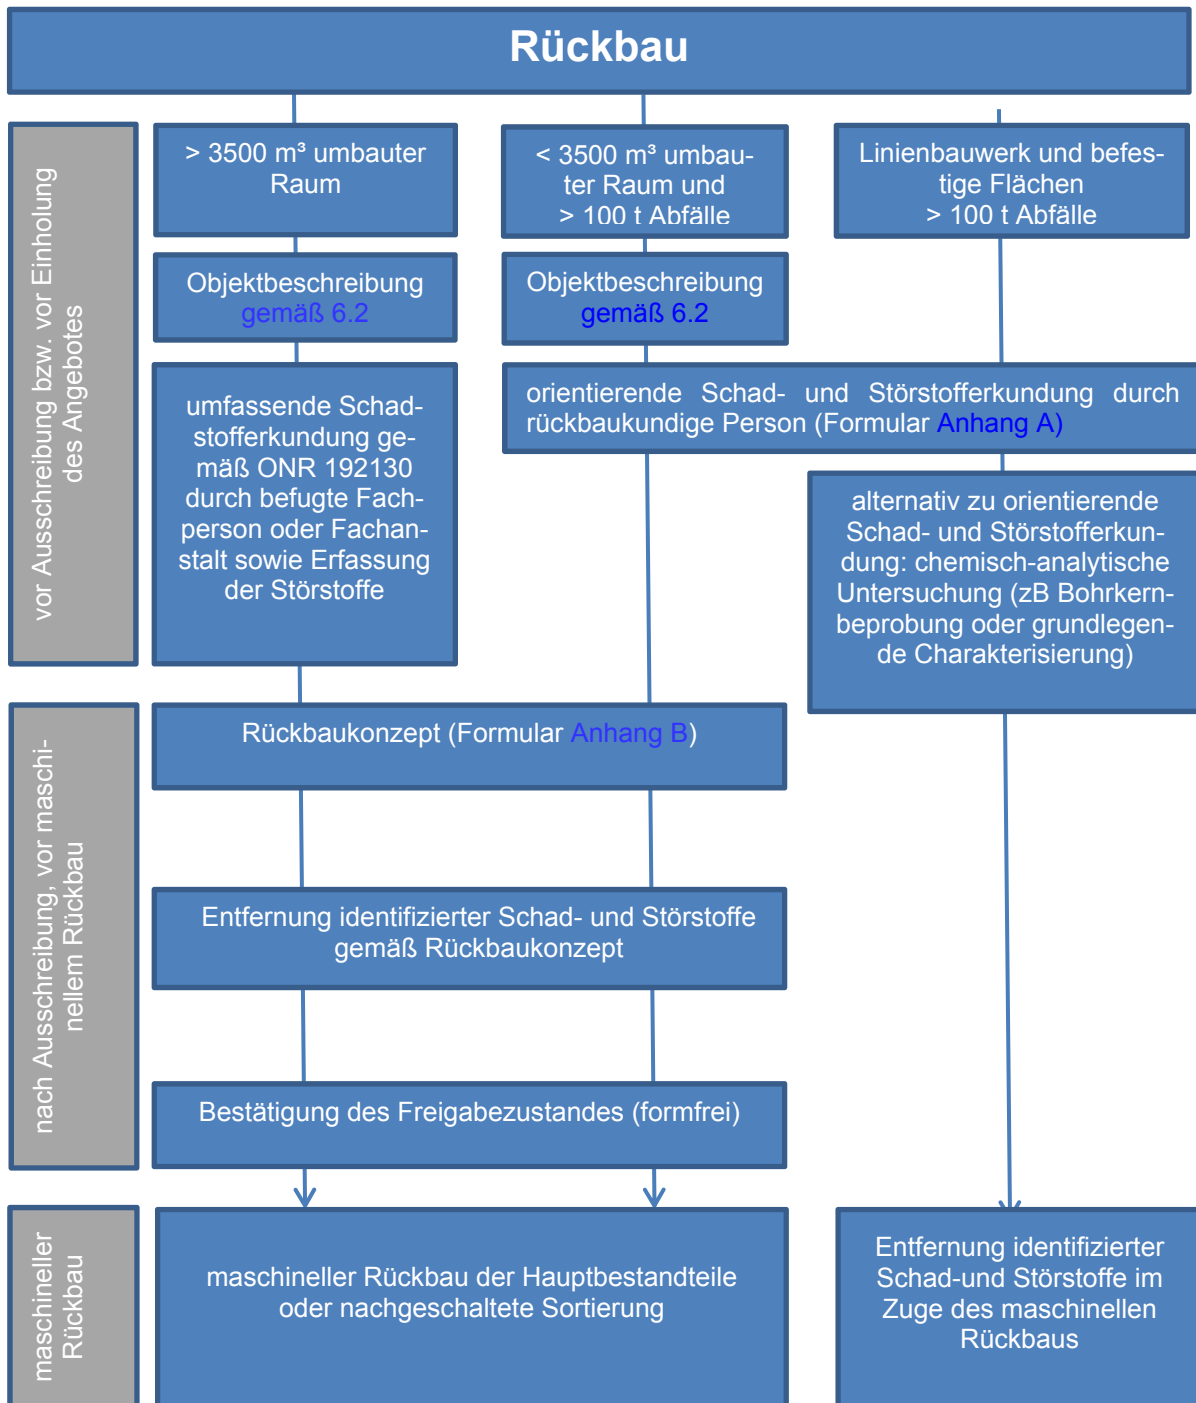 Rückbau
vor Ausschreibung bzw. vor Einholung
des Angebotes
> 3500 m³ umbauter
Raum
< 3500 m³ umbau-
ter Raum und
> 100 t Abfälle
Linienbauwerk und befes-
tige Flächen
> 100 t Abfälle
Objektbeschreibung
gemäß 6.2
Objektbeschreibung
gemäß 6.2
umfassende Schad-
stofferkundung ge-
mäß ONR 192130
durch befugte Fach-
person oder Fachan-
stalt sowie Erfassung
der Störstoffe
orientierende Schad- und Störstofferkundung durch
rückbaukundige Person (Formular Anhang A)
alternativ zu orientierende
Schad- und Störstofferkun-
dung: chemisch-analytische
Untersuchung (zB Bohrkern-
beprobung oder grundlegen-
de Charakterisierung)
nach Ausschreibung, vor maschi-
nellem Rückbau
Rückbaukonzept (Formular Anhang B)
Entfernung identifizierter Schad- und Störstoffe
gemäß Rückbaukonzept
Bestätigung des Freigabezustandes (formfrei)
maschineller
Rückbau
maschineller Rückbau der Hauptbestandteile
oder nachgeschaltete Sortierung
Entfernung identifizierter
Schad-und Störstoffe im
Zuge des maschinellen
Rückbaus